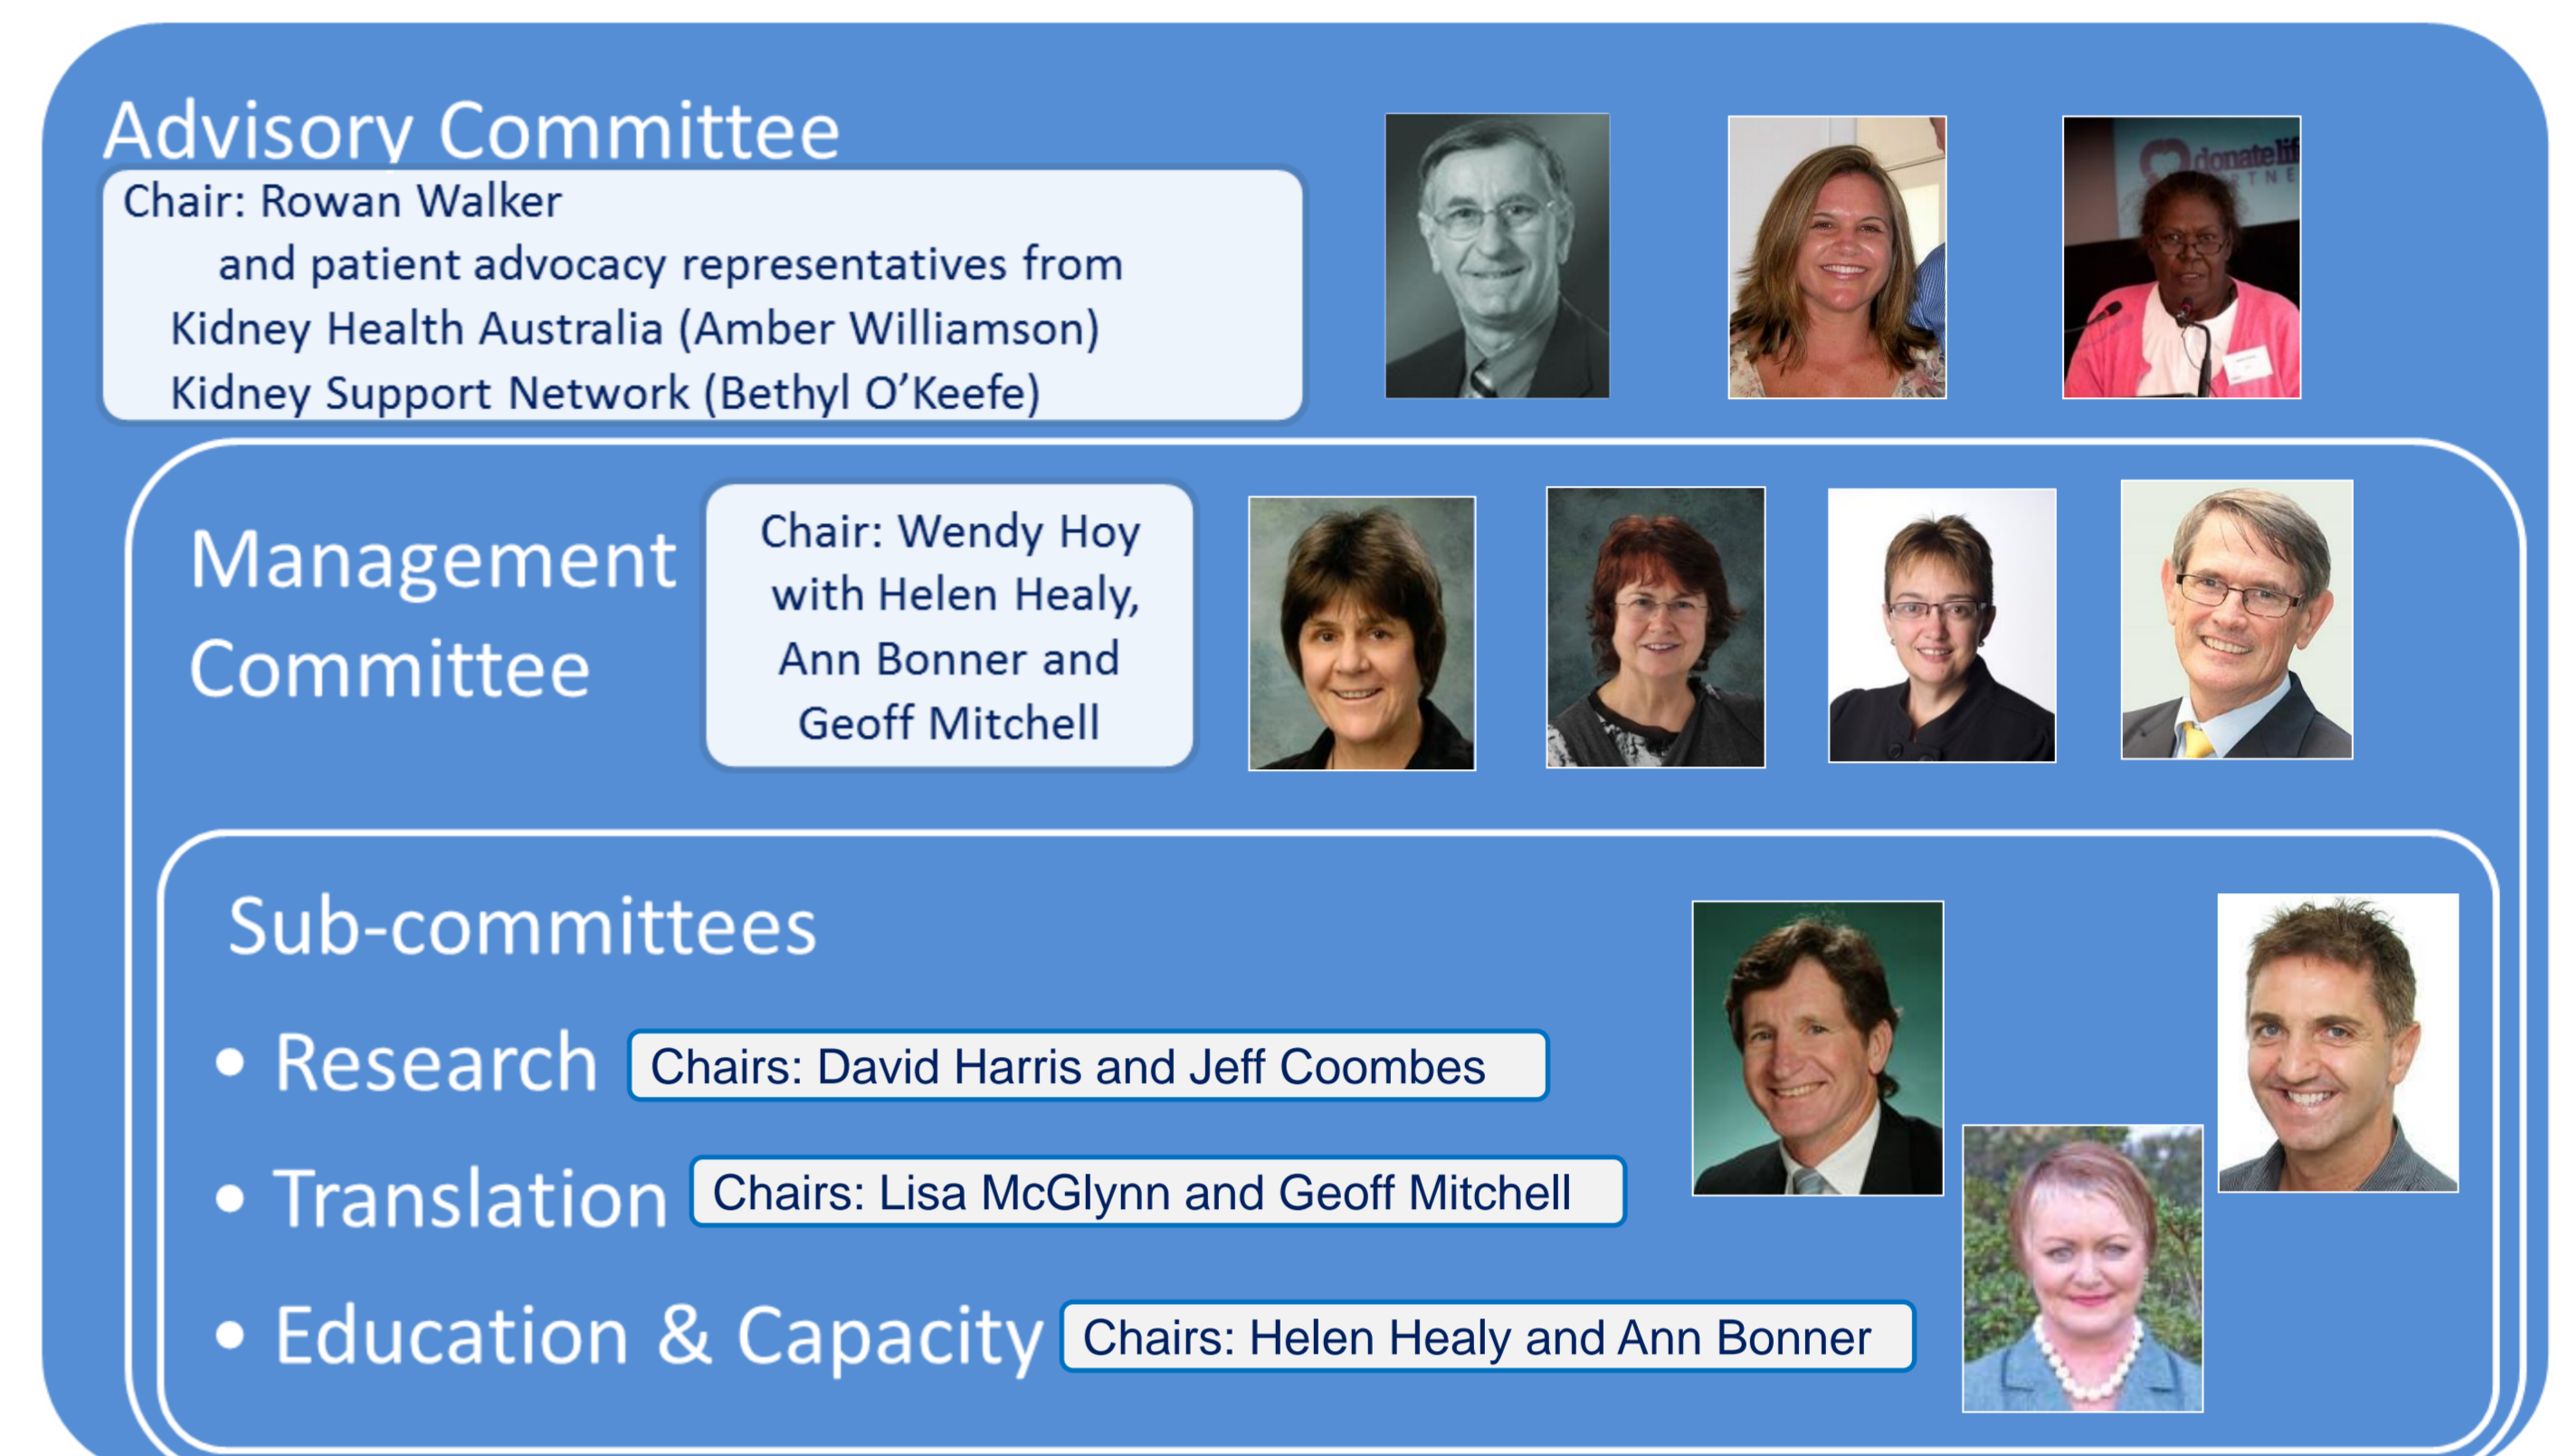 Advisory Committee
Chair: Rowan Walker
and patient advocacy representatives from
Kidney Health Australia (Amber Williamson)
Kidney Support Network (Bethyl O’Keefe)
donatelif
RTNE
Management
Committee
Chair: Wendy Hoy
with Helen Healy,
Ann Bonner and
Geoff Mitchell
Sub-committees
• Research
Chairs: David Harris and Jeff Coombes
• Translation
Chairs: Lisa McGlynn and Geoff Mitchell
• Education & Capacity
Chairs: Helen Healy and Ann Bonner